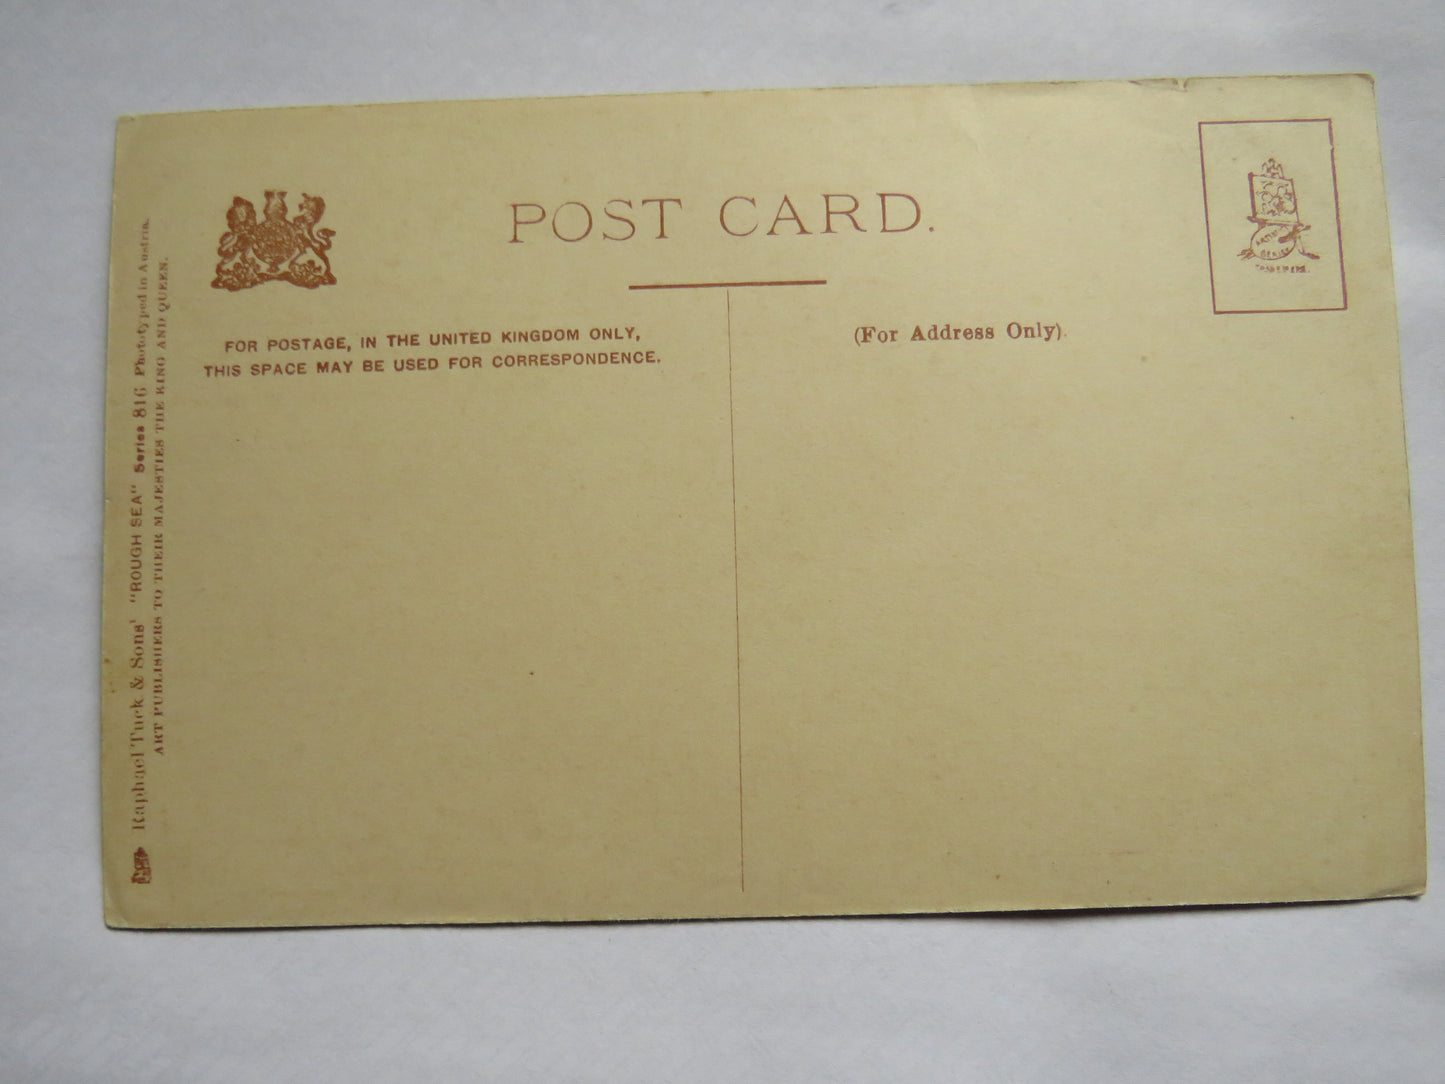 POST CARD.
FOR POSTAGE, IN THE UNITED KINGDOM ONLY,
THIS SPACE MAY BE USED FOR CORRESPONDENCE.
(For Address Only).
Raphael Tuck & Sons' "ROUGH SEA" Series 816 Phototyped in Austria.
ART PUBLISHERS TO THEIR MAJESTIES THE KING AND QUEEN.